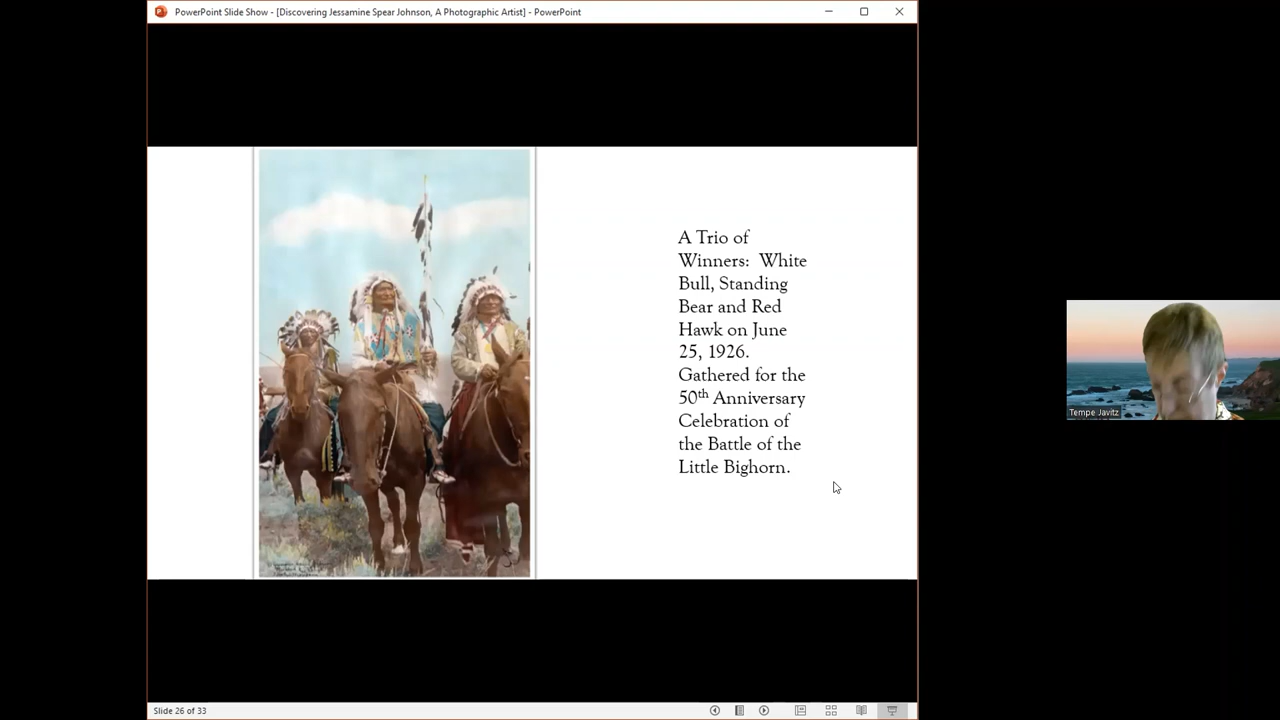 PowerPoint Slide Show - [Discovering Jessamine Spear Johnson, A Photographic Artist] - PowerPoint
A Trio of
Winners: White
Bull, Standing
Bear and Red
Hawk on June
25, 1926.
Gathered for the
50th Anniversary
Celebration of
the Battle of the
Little Bighorn.
Tempe Javitz
Slide 26 of 33